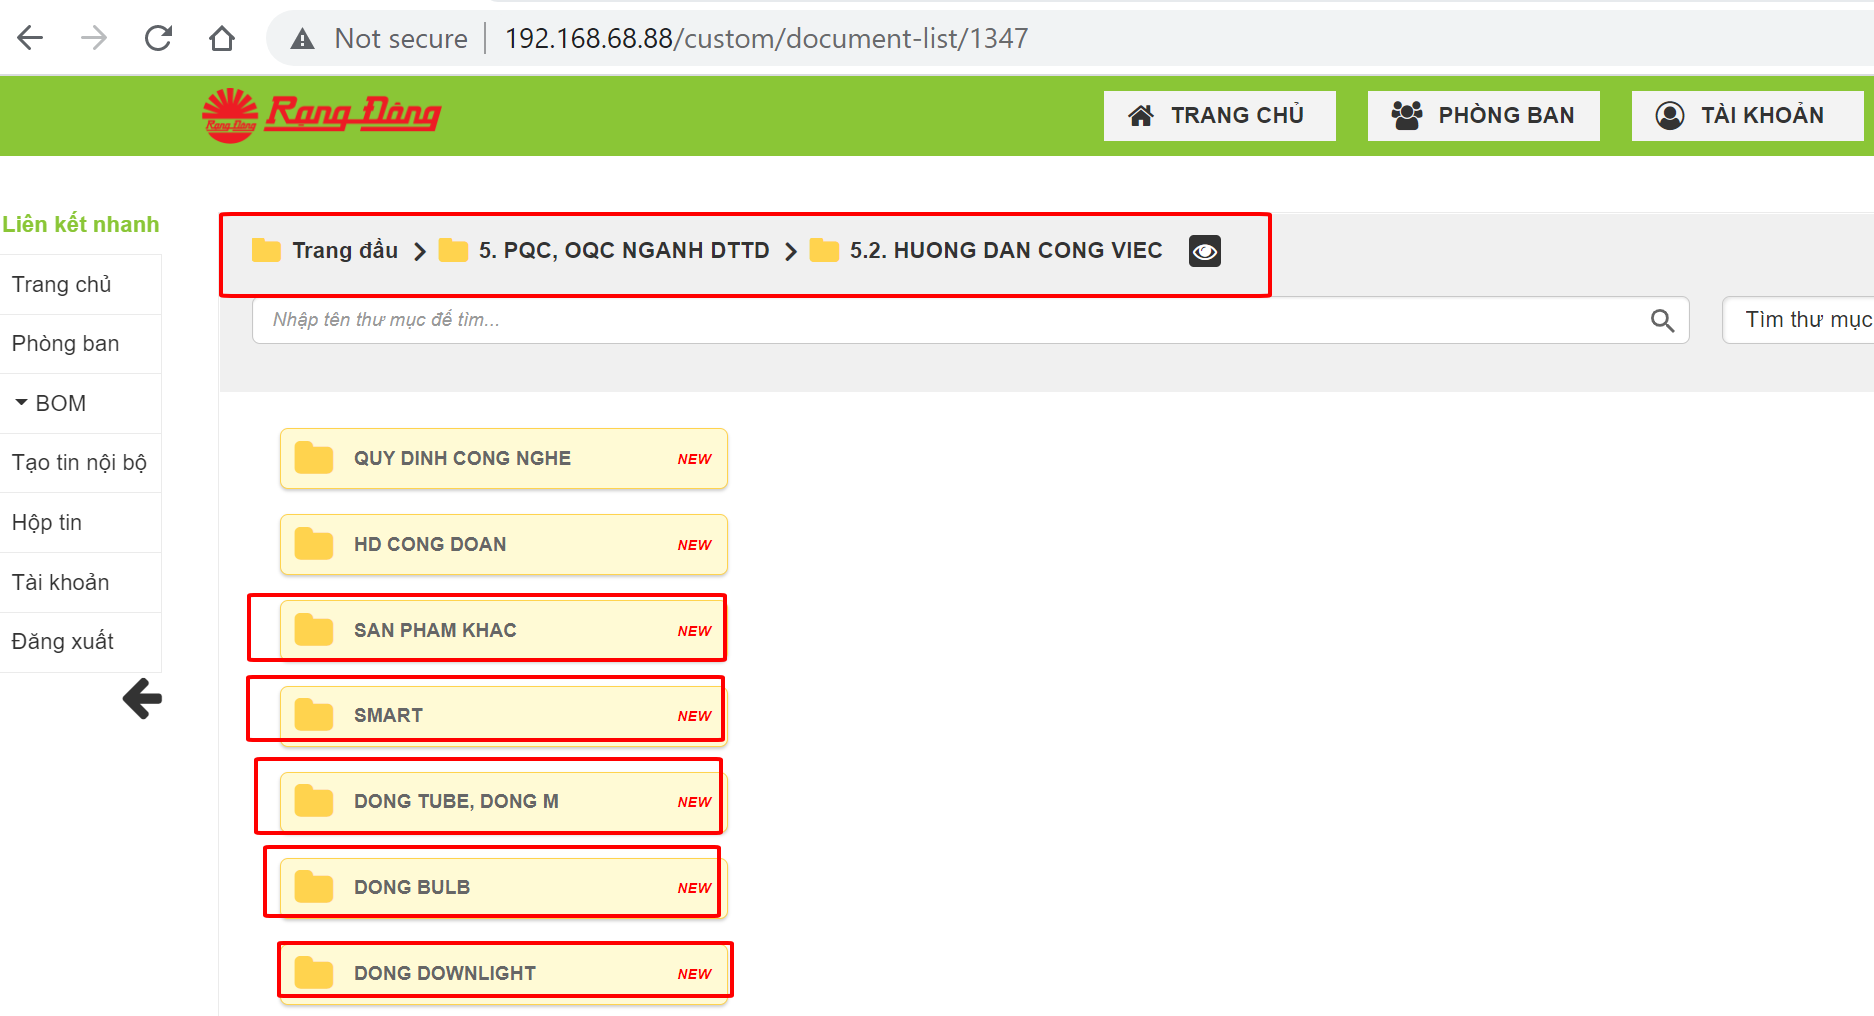 Not secure | 192.168.68.88/custom/document-list/1347
Rạng Đông Rạng Đông
TRANG CHỦ PHÒNG BAN TÀI KHOẢN
Liên kết nhanh
Trang chủ
Phòng ban
BOM
Tạo tin nội bộ
Hộp tin
Tài khoản
Đăng xuất
Trang đầu 5. PQC, OQC NGANH DTTD 5.2. HUONG DAN CONG VIEC
Nhập tên thư mục để tìm... Tìm thư mục
QUY DINH CONG NGHE NEW
HD CONG DOAN NEW
SAN PHAM KHAC NEW
SMART NEW
DONG TUBE, DONG M NEW
DONG BULB NEW
DONG DOWNLIGHT NEW